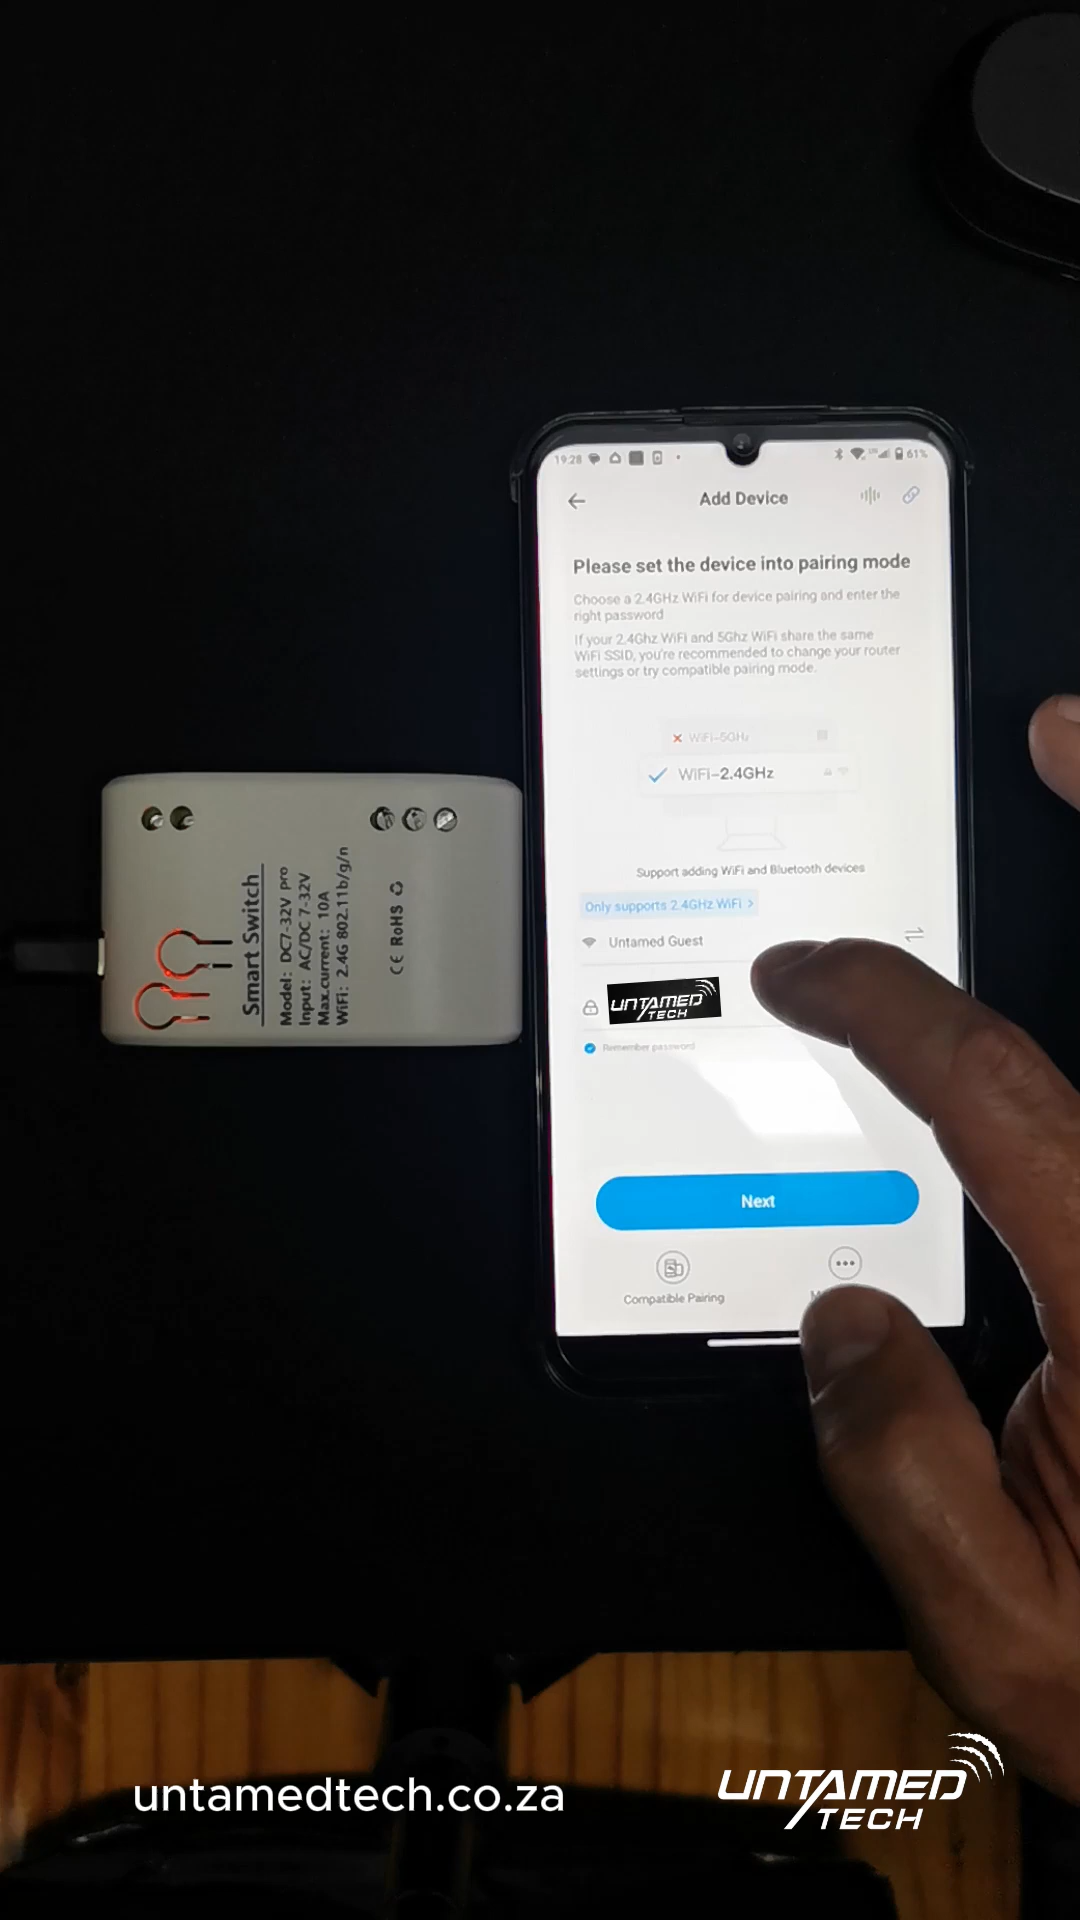 19:28
61%
Add Device
Please set the device into pairing mode
Choose a 2.4GHz WiFi for device pairing and enter the
right password
If your 2.4Ghz WiFi and 5Ghz WiFi share the same
WiFi SSID, you're recommended to change your router
settings or try compatible pairing mode.
WiFi-5GHz
WiFi-2.4GHz
Support adding WiFi and Bluetooth devices
Only supports 2.4GHz WiFi >
Untamed Guest
UNTAMED
TECH
Remember password
Next
Compatible Pairing
Smart Switch
Model: DC7-32V pro
Input: AC/DC 7-32V
Max.current: 10A
WiFi: 2.4G 802.11b/g/n
CE RoHS
untamedtech.co.za
UNTAMED
TECH